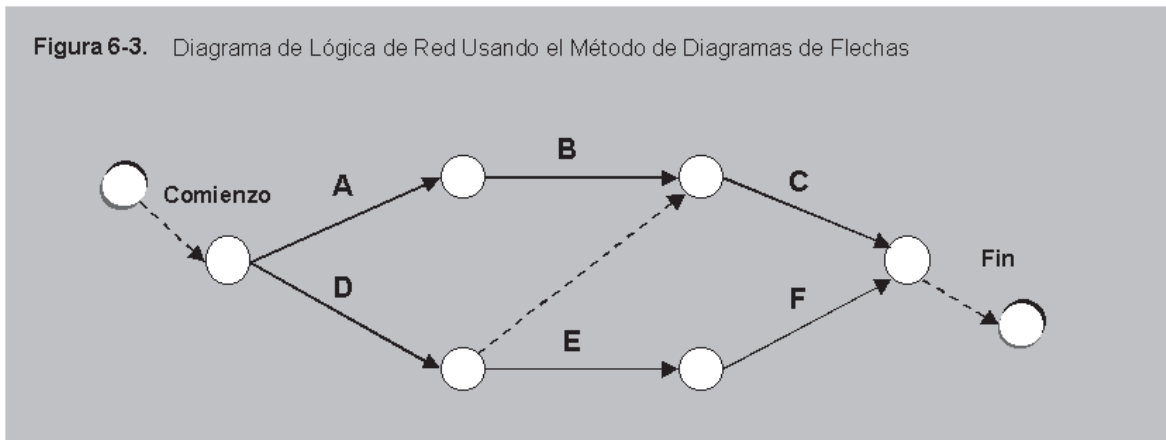 Figura 6-3. Diagrama de Lógica de Red Usando el Método de Diagramas de Flechas
B
A
C
Comienzo
Fin
D
F
E